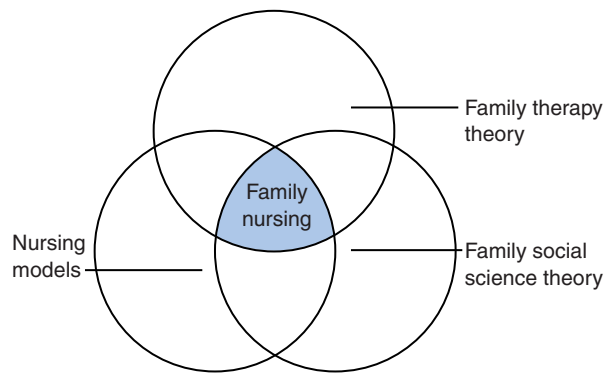 Family therapy
theory
Family
nursing
Nursing
models
Family social
science theory